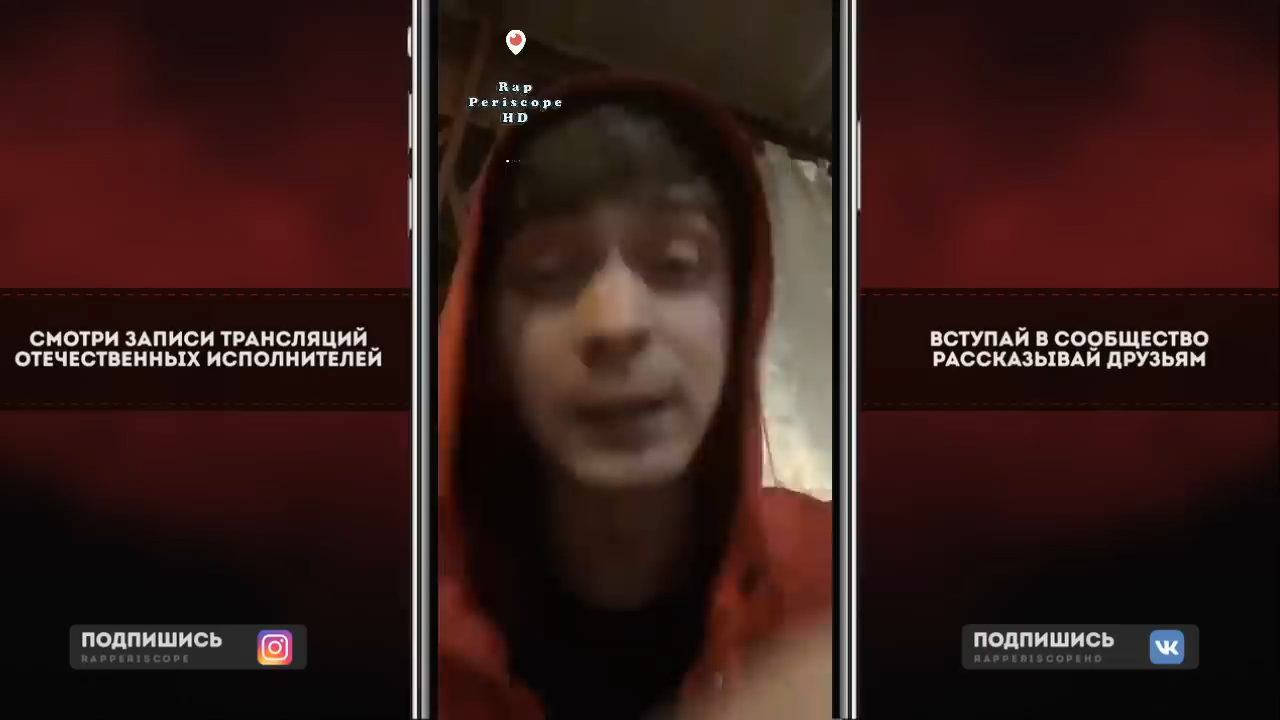 Rap
Periscope
HD
СМОТРИ ЗАПИСИ ТРАНСЛЯЦИЙ
ОТЕЧЕСТВЕННЫХ ИСПОЛНИТЕЛЕЙ
ВСТУПАЙ В СООБЩЕСТВО
РАССКАЗЫВАЙ ДРУЗЬЯМ
ПОДПИШИСЬ
RAPPERISCOPE
ПОДПИШИСЬ
RAPPERISCOPEHD